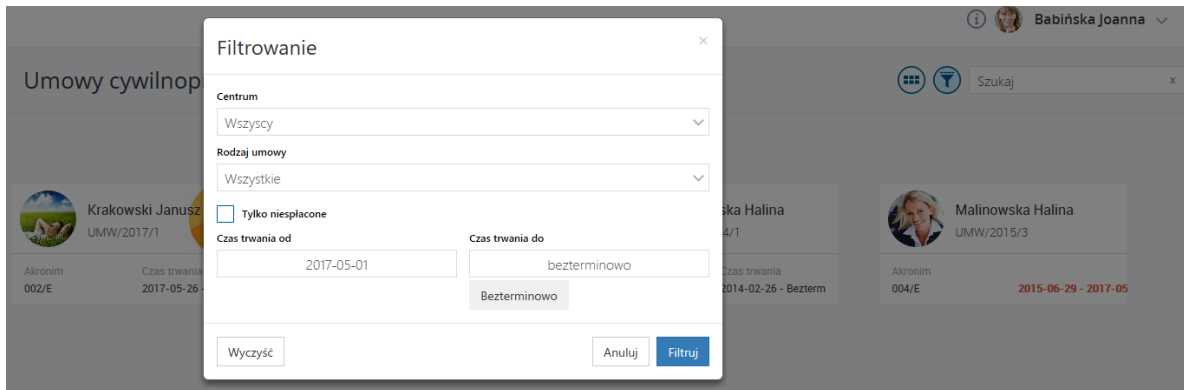 Babińska Joanna
Umowy cywilnop
Szukaj
x
Filtrowanie
×
Centrum
Wszyscy
Rodzaj umowy
Wszystkie
Tylko niespłacone
Czas trwania od
Czas trwania do
2017-05-01
bezterminowo
Bezterminowo
Wyczyść
Anuluj
Filtruj
Krakowski Janusz
UMW/2017/1
Akronim
Czas trwania
002/E
2017-05-26 -
ska Halina
4/1
Czas trwania
2014-02-26 - Bezterm
Malinowska Halina
UMW/2015/3
Akronim
004/E
2015-06-29 - 2017-05